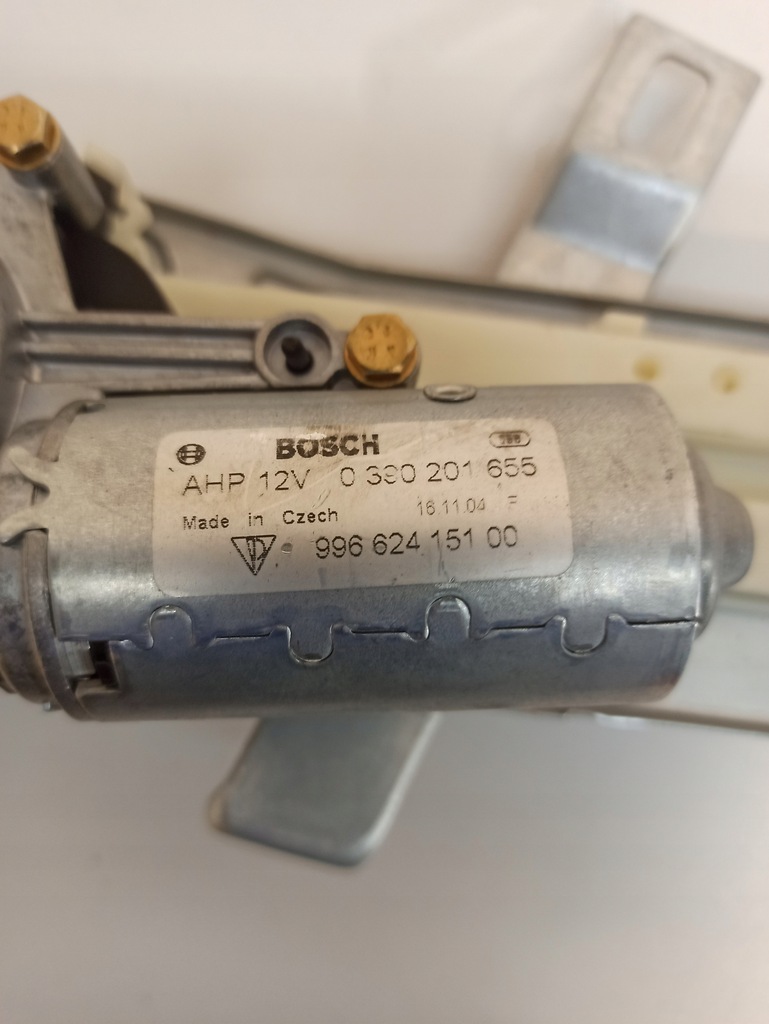 BOSCH
AHP 12V 0 390 201 655
Made in Czech 16.11.04 F
996 624 151 00